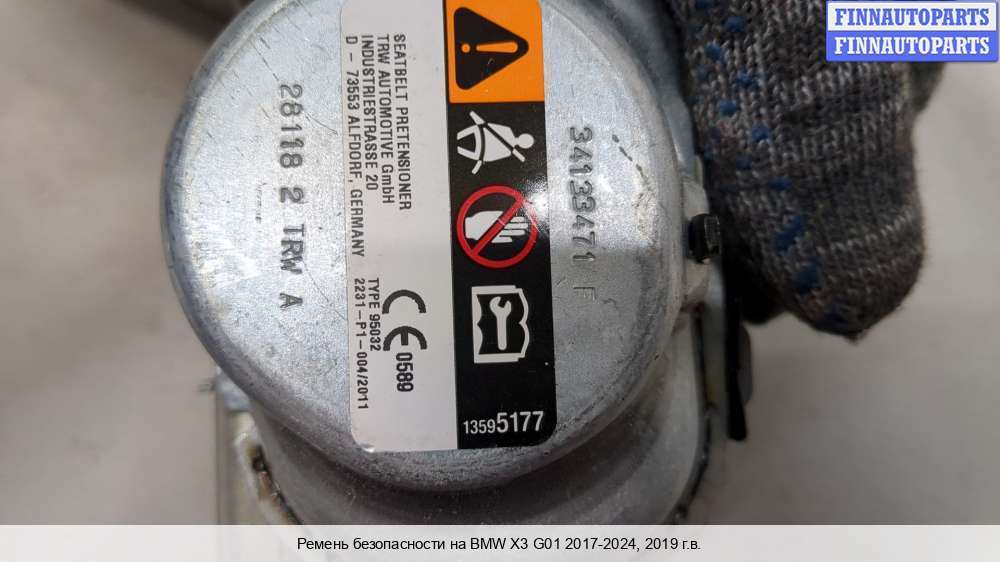 FINNAUTOPARTS
FINNAUTOPARTS
SEATBELT PRETENSIONER
TRW AUTOMOTIVE GmbH
INDUSTRIESTRASSE 20
D - 73553 ALFDORF, GERMANY
TYPE 95032
2231-P1-004/2011
CE 0589
13595177
34133471 F
28118 2 TRW A
Ремень безопасности на BMW X3 G01 2017-2024, 2019 г.в.